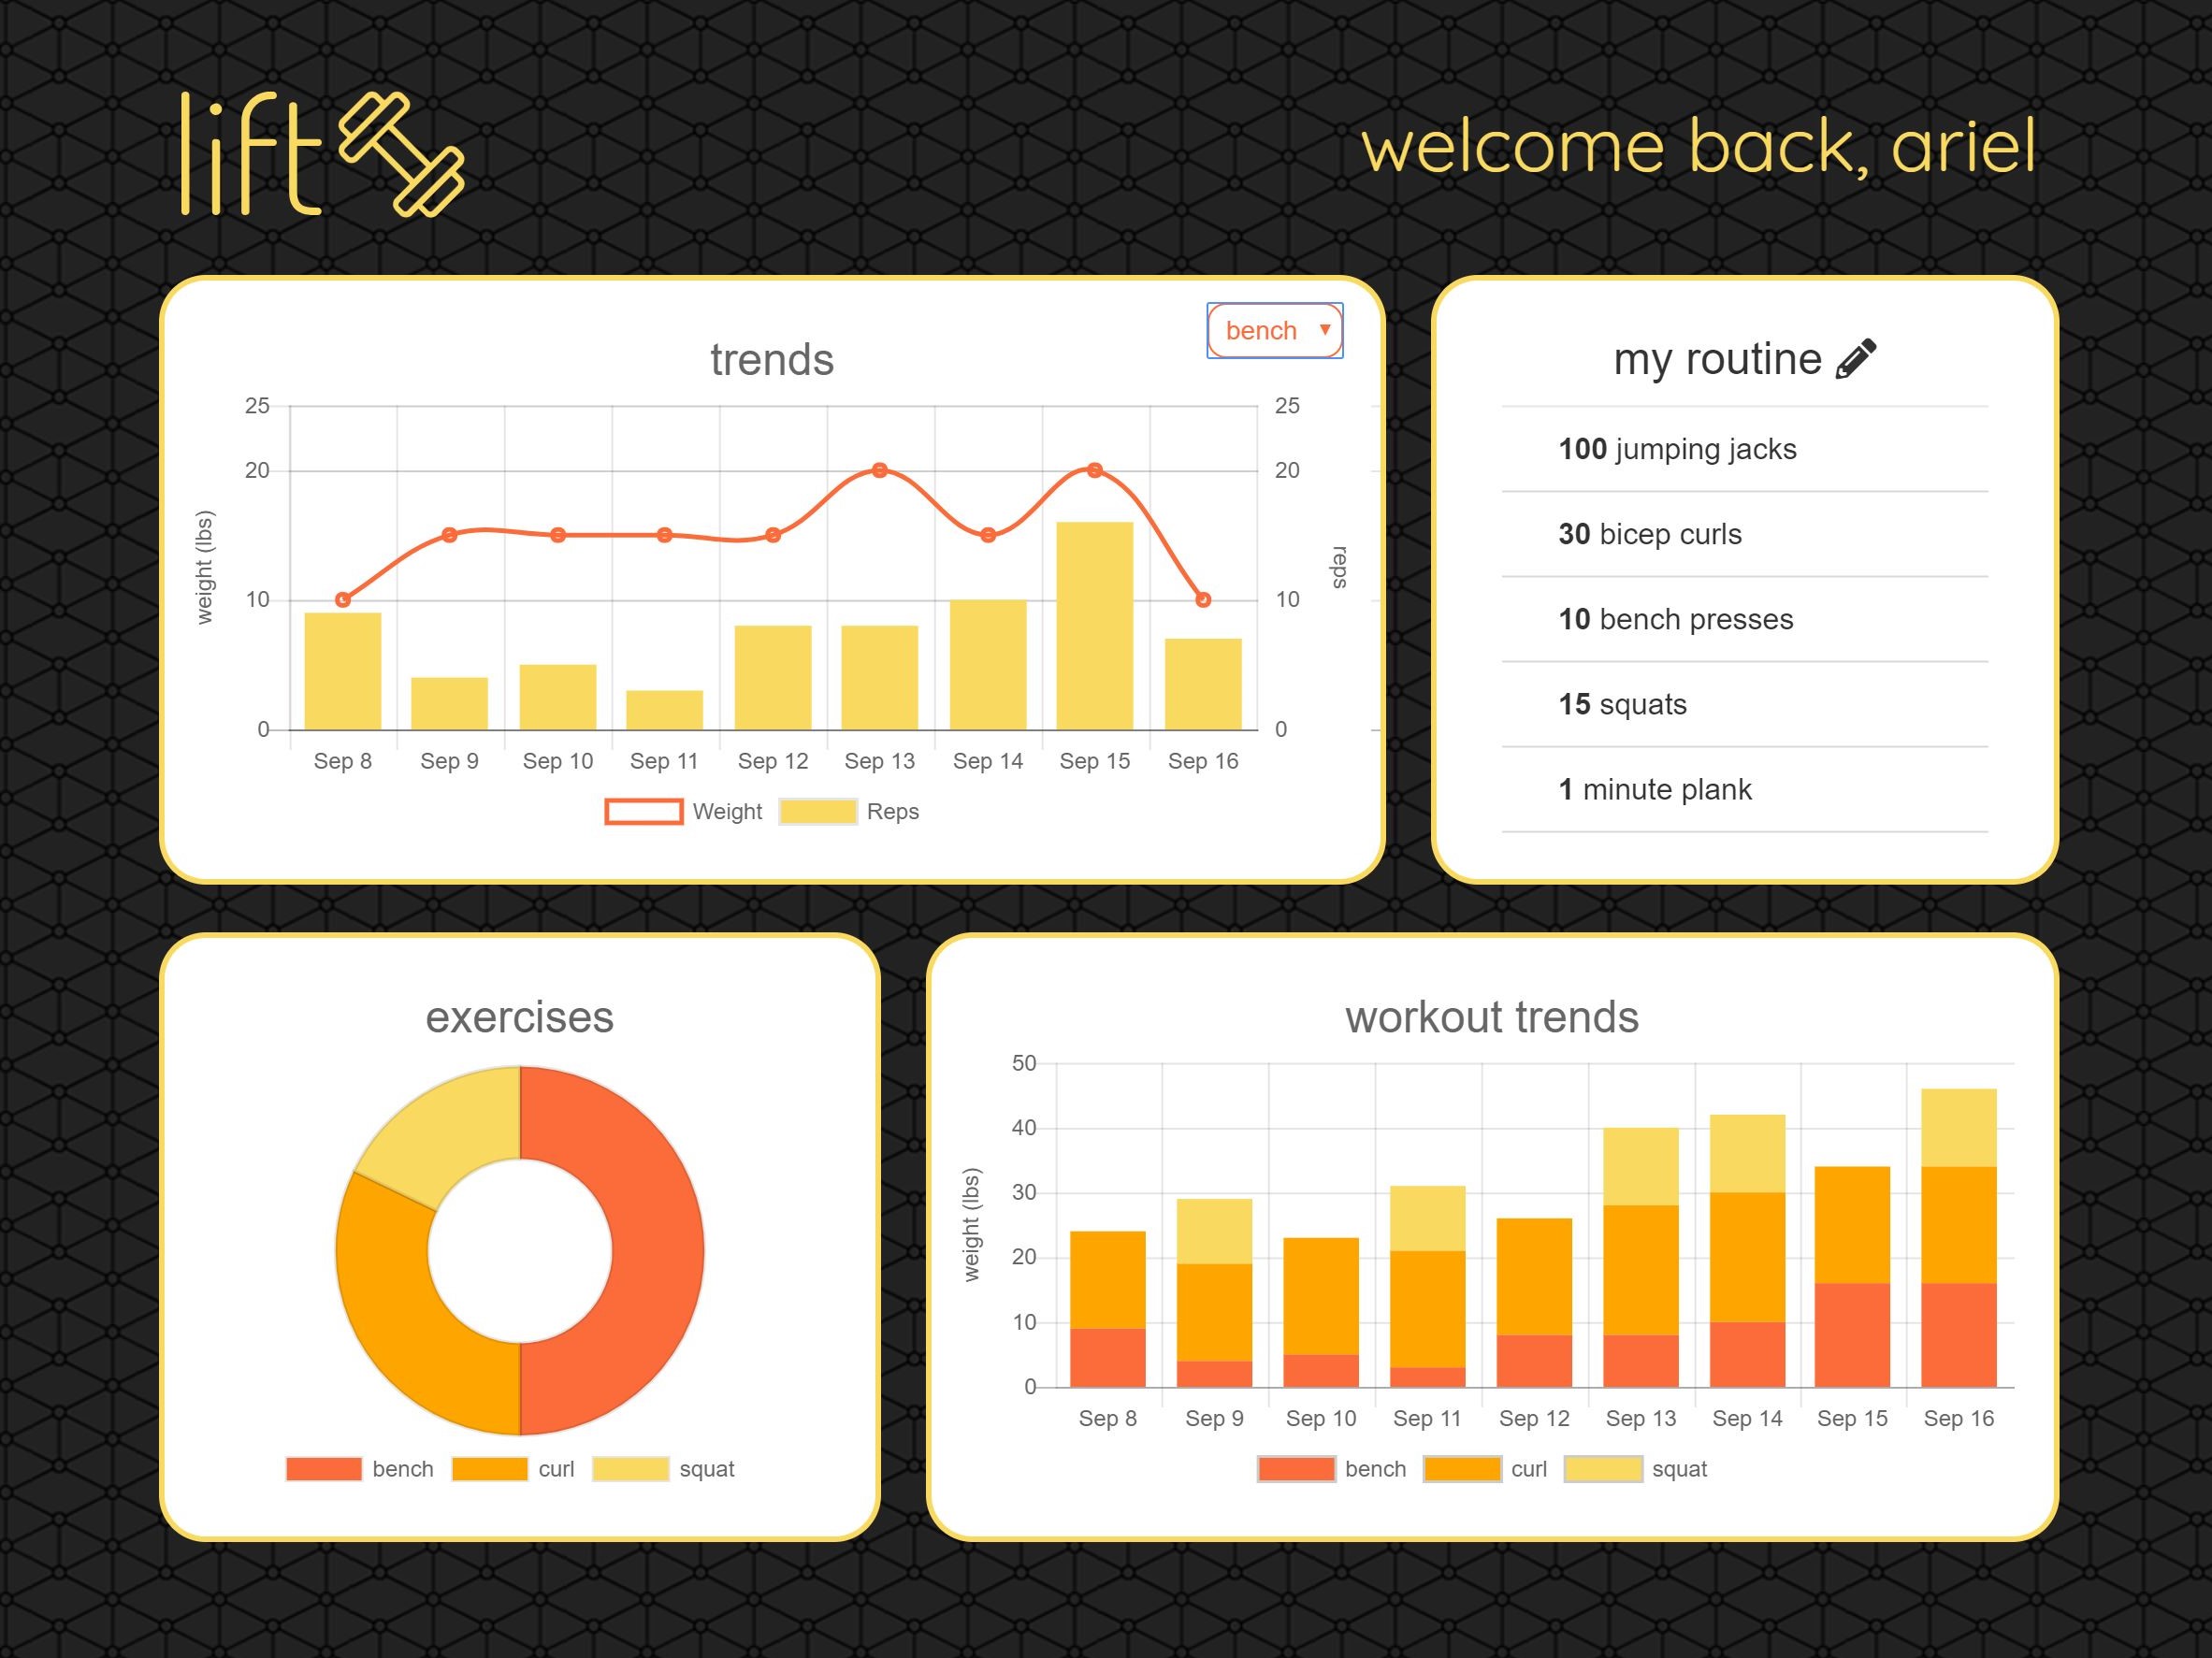 lift
welcome back, ariel
bench ▼
trends
25
20
10
0
weight (lbs)
25
20
10
0
reps
Sep 8 Sep 9 Sep 10 Sep 11 Sep 12 Sep 13 Sep 14 Sep 15 Sep 16
Weight Reps
my routine
100 jumping jacks
30 bicep curls
10 bench presses
15 squats
1 minute plank
exercises
bench curl squat
workout trends
50
40
30
20
10
0
weight (lbs)
Sep 8 Sep 9 Sep 10 Sep 11 Sep 12 Sep 13 Sep 14 Sep 15 Sep 16
bench curl squat